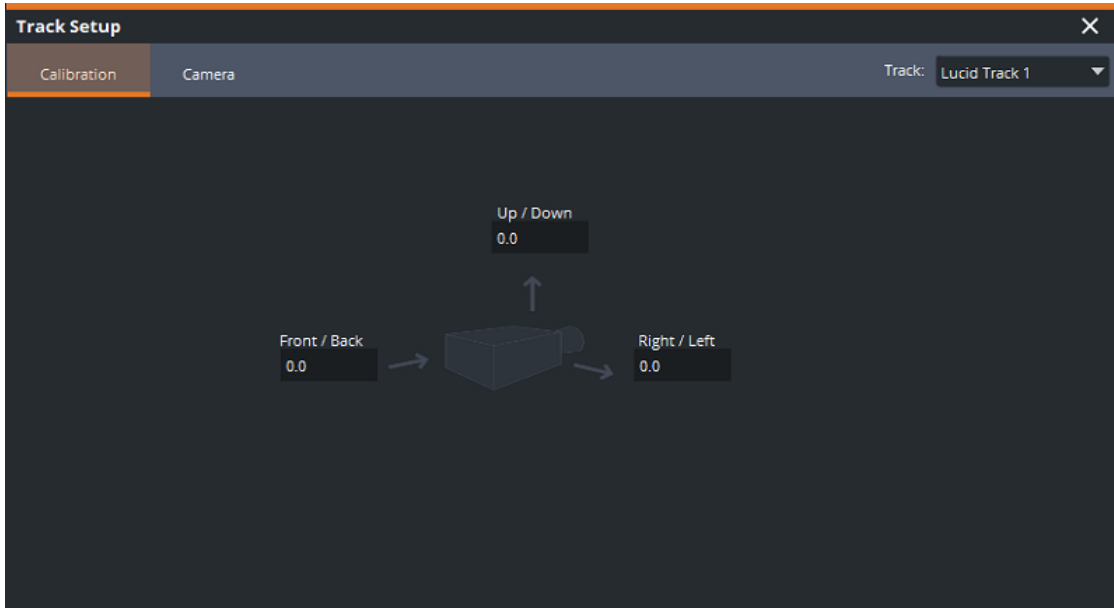 Track Setup
Calibration
Camera
Track:
Lucid Track 1
Up / Down
0.0
Front / Back
0.0
Right / Left
0.0